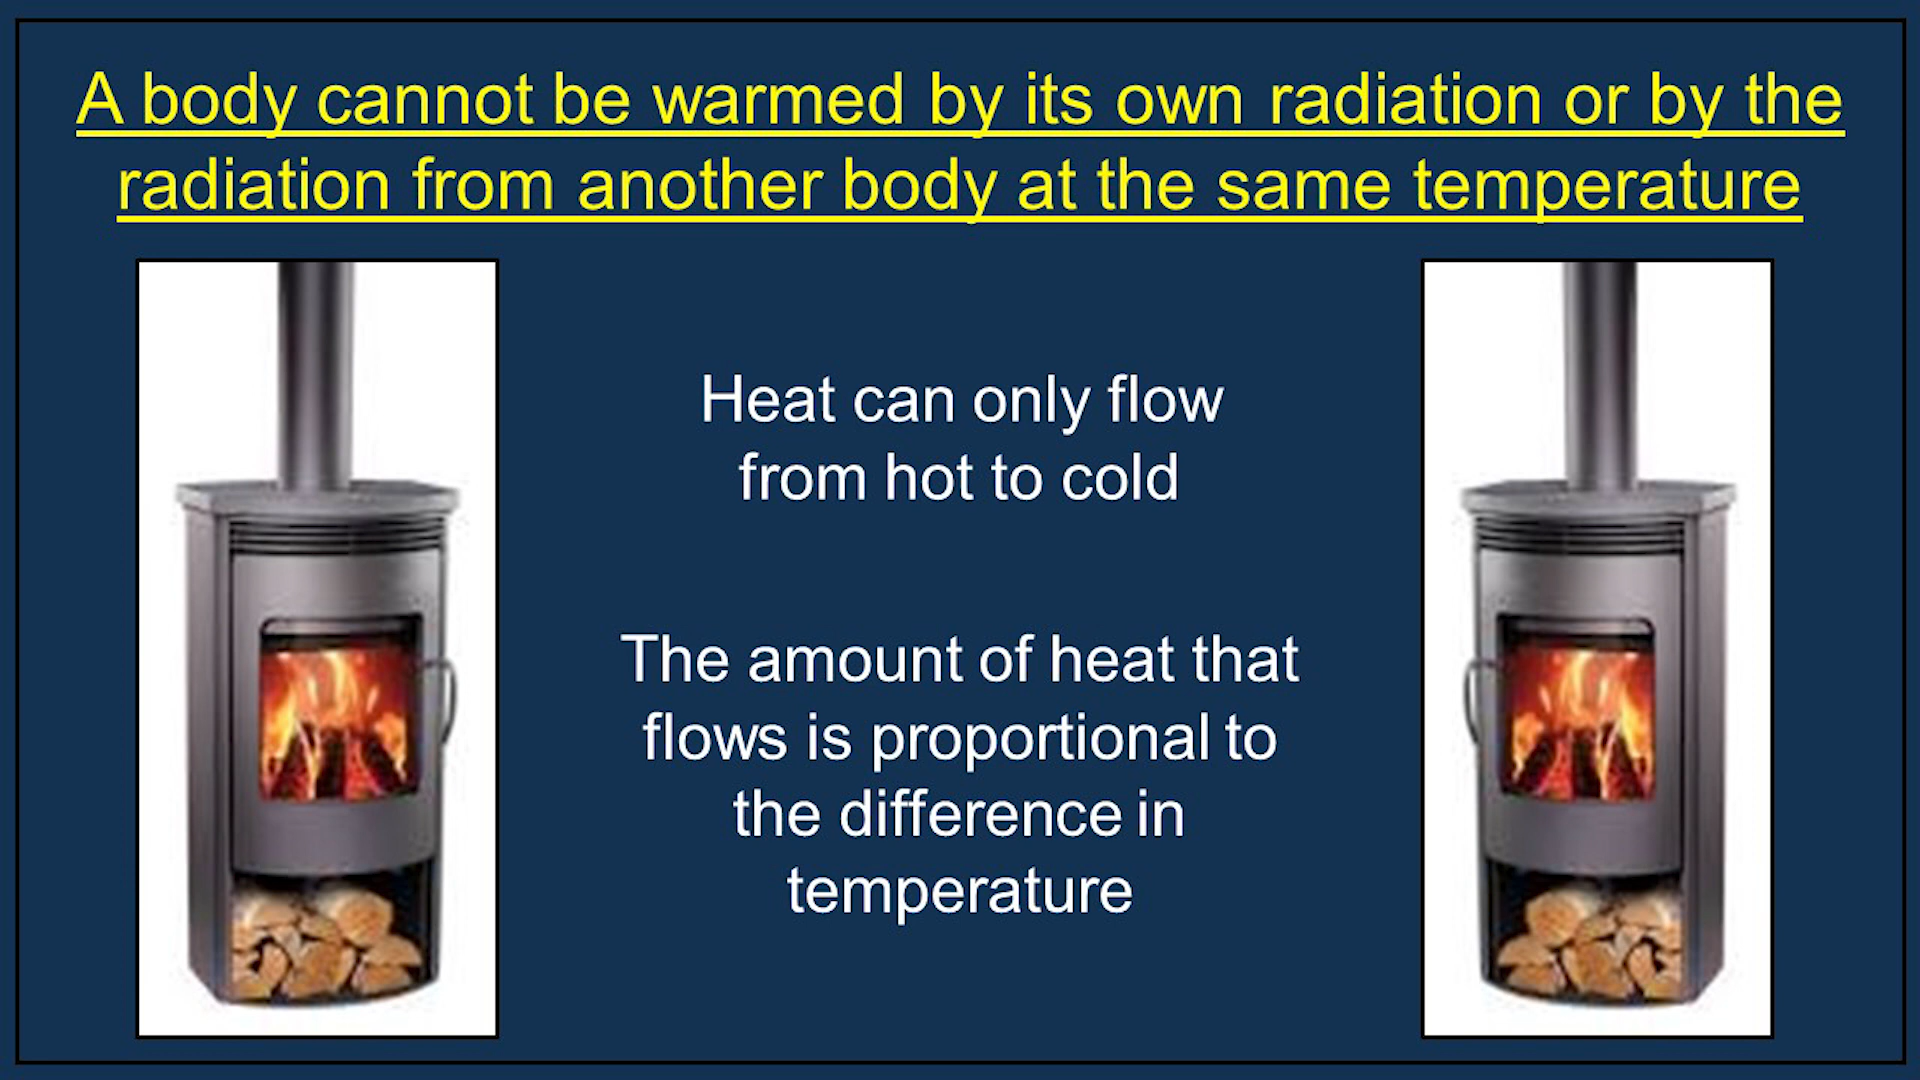 A body cannot be warmed by its own radiation or by the
radiation from another body at the same temperature
Heat can only flow
from hot to cold
The amount of heat that
flows is proportional to
the difference in
temperature